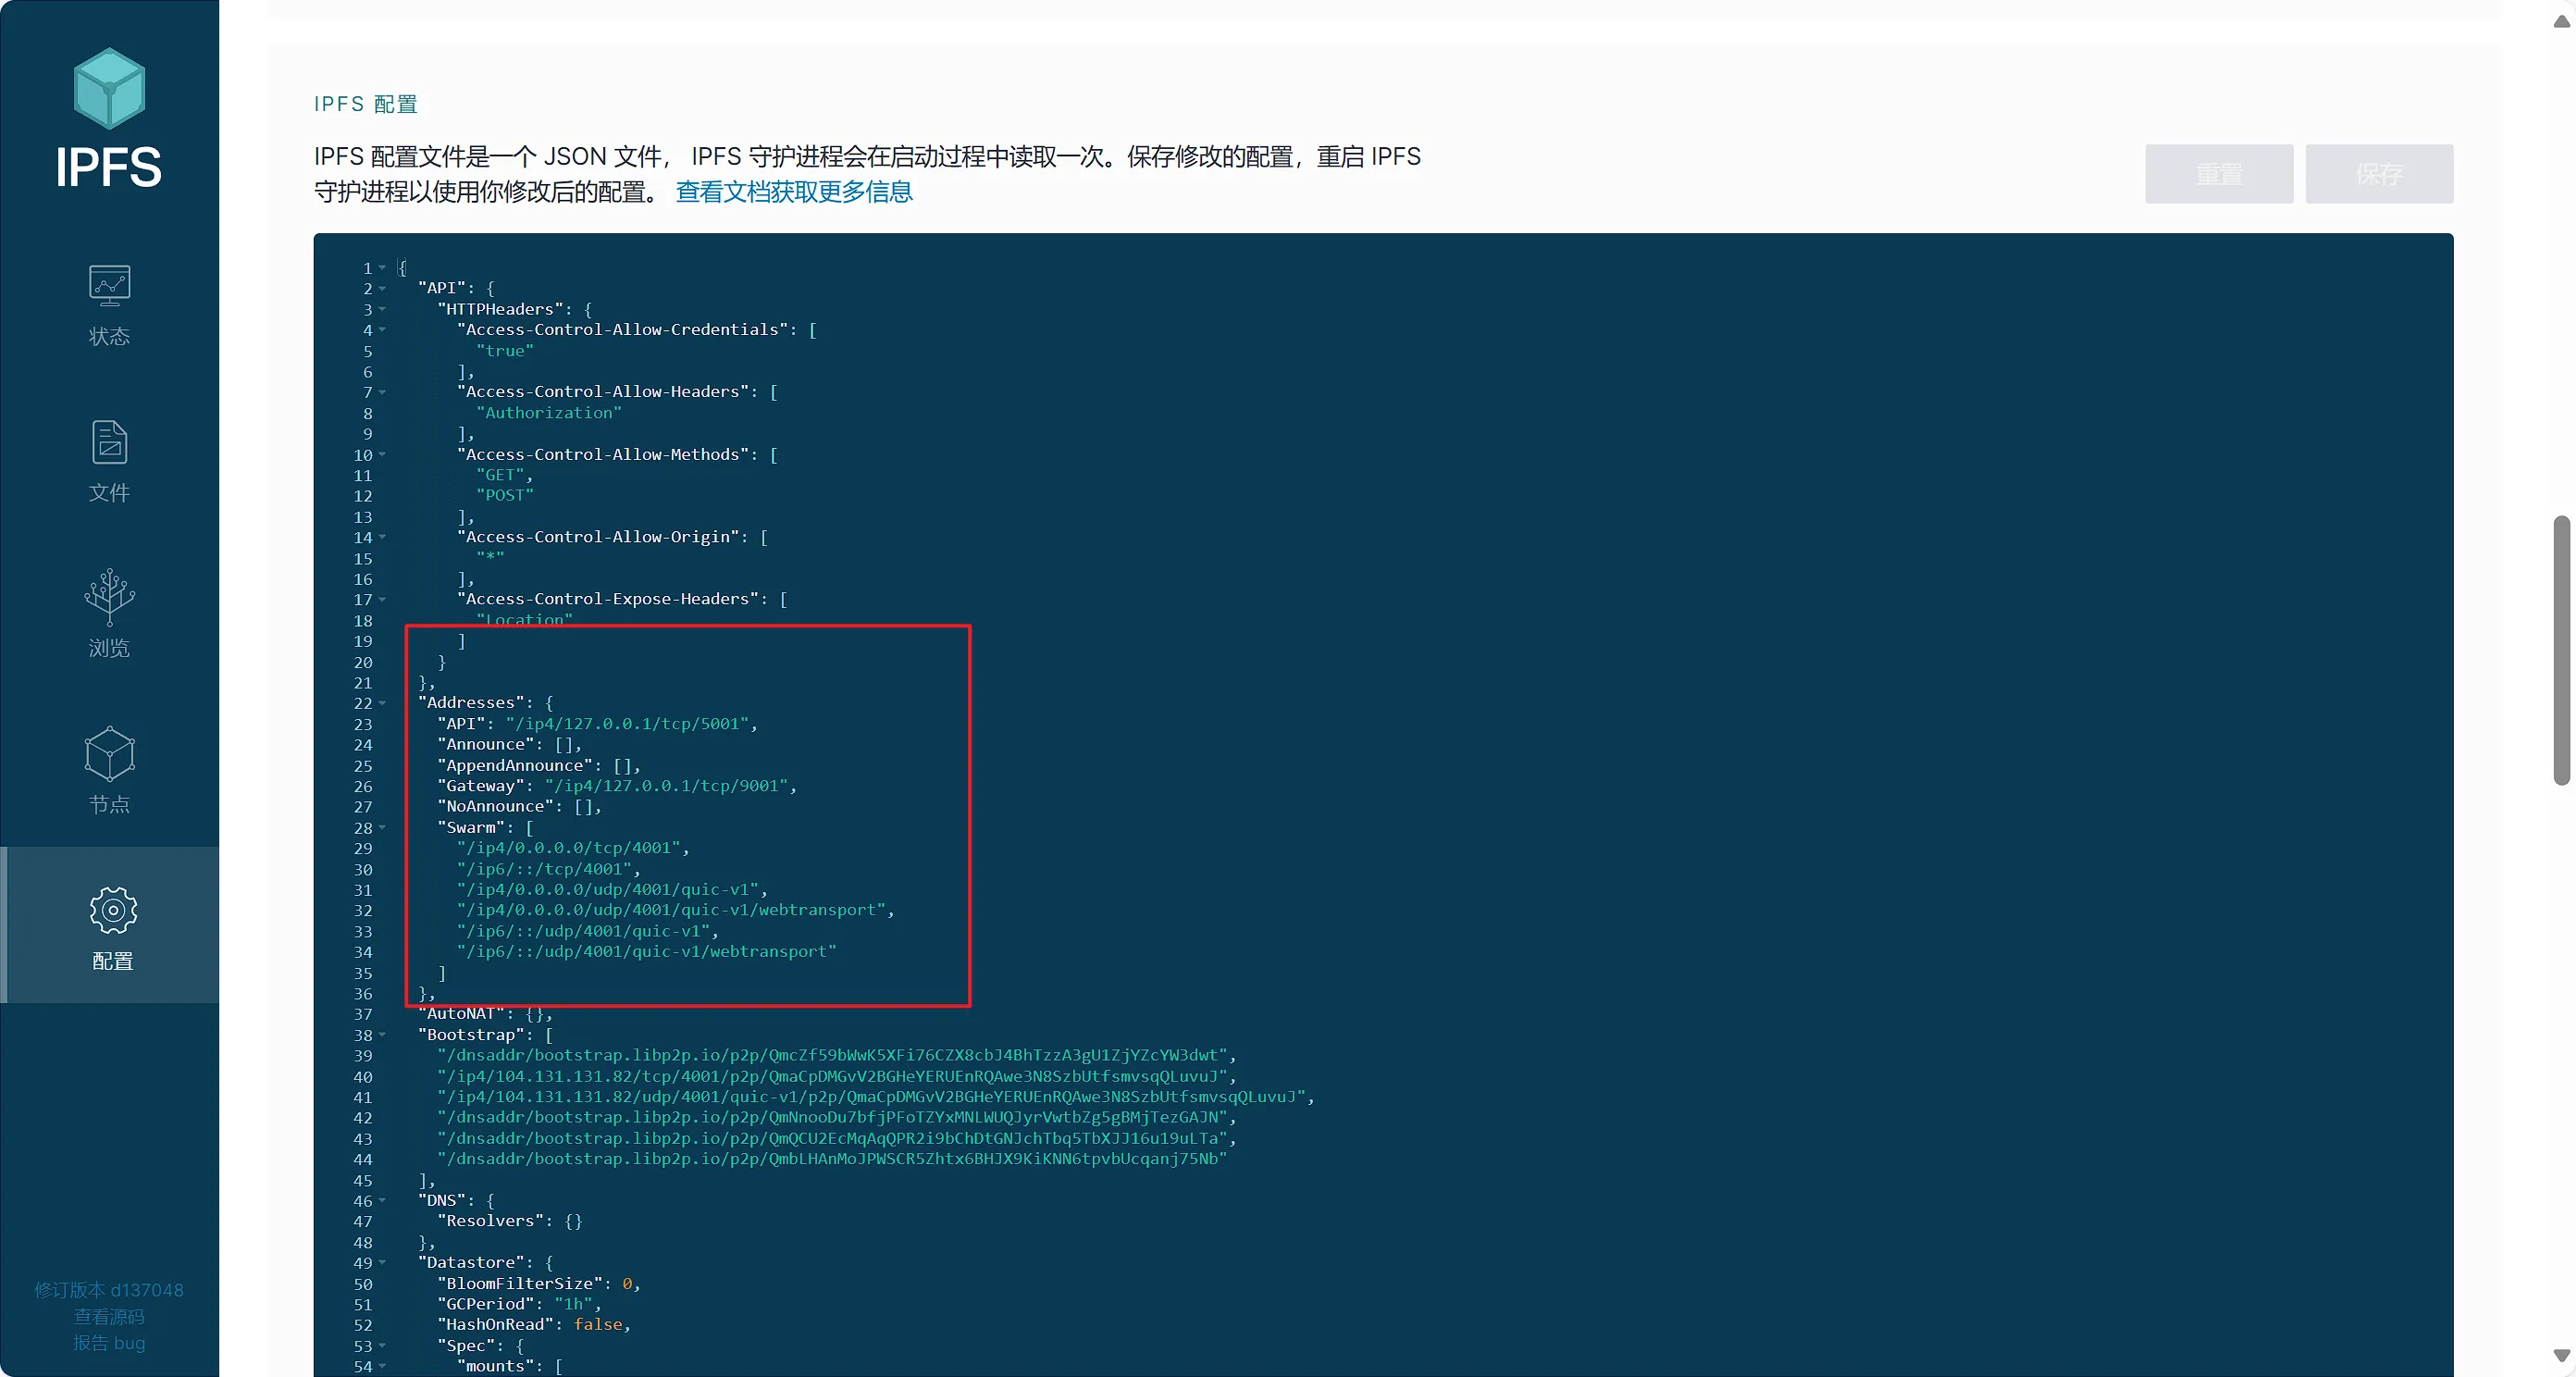 IPFS
状态
文件
浏览
节点
配置
修订版本 d137048
查看源码
报告 bug
IPFS 配置
IPFS 配置文件是一个 JSON 文件， IPFS 守护进程会在启动过程中读取一次。保存修改的配置，重启 IPFS
守护进程以使用你修改后的配置。 查看文档获取更多信息
重置
保存
1 {
2 "API": {
3 "HTTPHeaders": {
4 "Access-Control-Allow-Credentials": [
5 "true"
6 ],
7 "Access-Control-Allow-Headers": [
8 "Authorization"
9 ],
10 "Access-Control-Allow-Methods": [
11 "GET",
12 "POST"
13 ],
14 "Access-Control-Allow-Origin": [
15 "*"
16 ],
17 "Access-Control-Expose-Headers": [
18 "Location"
19 ]
20 }
21 },
22 "Addresses": {
23 "API": "/ip4/127.0.0.1/tcp/5001",
24 "Announce": [],
25 "AppendAnnounce": [],
26 "Gateway": "/ip4/127.0.0.1/tcp/9001",
27 "NoAnnounce": [],
28 "Swarm": [
29 "/ip4/0.0.0.0/tcp/4001",
30 "/ip6/::/tcp/4001",
31 "/ip4/0.0.0.0/udp/4001/quic-v1",
32 "/ip4/0.0.0.0/udp/4001/quic-v1/webtransport",
33 "/ip6/::/udp/4001/quic-v1",
34 "/ip6/::/udp/4001/quic-v1/webtransport"
35 ]
36 },
37 "AutoNAT": {},
38 "Bootstrap": [
39 "/dnsaddr/bootstrap.libp2p.io/p2p/QmcZf59bWwK5XFi76CZX8cbJ4BhTzzA3gU1ZjYZcYW3dwt",
40 "/ip4/104.131.131.82/tcp/4001/p2p/QmaCpDMGvV2BGHeYERUEnRQAwe3N8SzbUtfsmvsqQLuvuJ",
41 "/ip4/104.131.131.82/udp/4001/quic-v1/p2p/QmaCpDMGvV2BGHeYERUEnRQAwe3N8SzbUtfsmvsqQLuvuJ",
42 "/dnsaddr/bootstrap.libp2p.io/p2p/QmNnooDu7bfjPFoTZYxMNLWUQJyrVwtbZg5gBMjTezGAJN",
43 "/dnsaddr/bootstrap.libp2p.io/p2p/QmQCU2EcMqAqQPR2i9bChDtGNJchTbq5TbXJJ16u19uLTa",
44 "/dnsaddr/bootstrap.libp2p.io/p2p/QmbLHAnMoJPWSCR5Zhtx6BHJX9KiKNN6tpvbUcqanj75Nb"
45 ],
46 "DNS": {
47 "Resolvers": {}
48 },
49 "Datastore": {
50 "BloomFilterSize": 0,
51 "GCPeriod": "1h",
52 "HashOnRead": false,
53 "Spec": {
54 "mounts": [